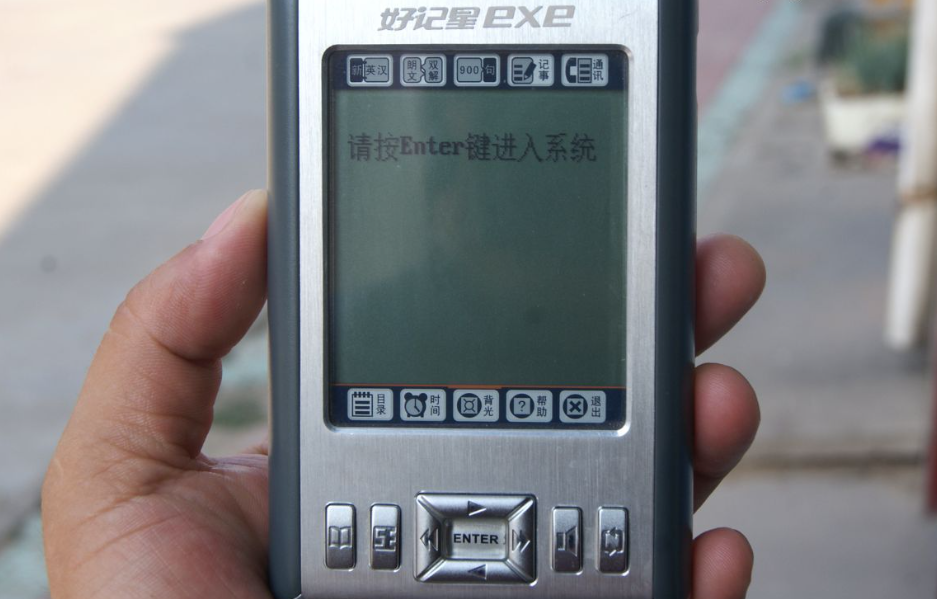 好记星exe
新英汉 朗文双解 900句 记事 通讯
请按Enter键进入系统
目录 时间 背光 ? 帮助 退出
ENTER